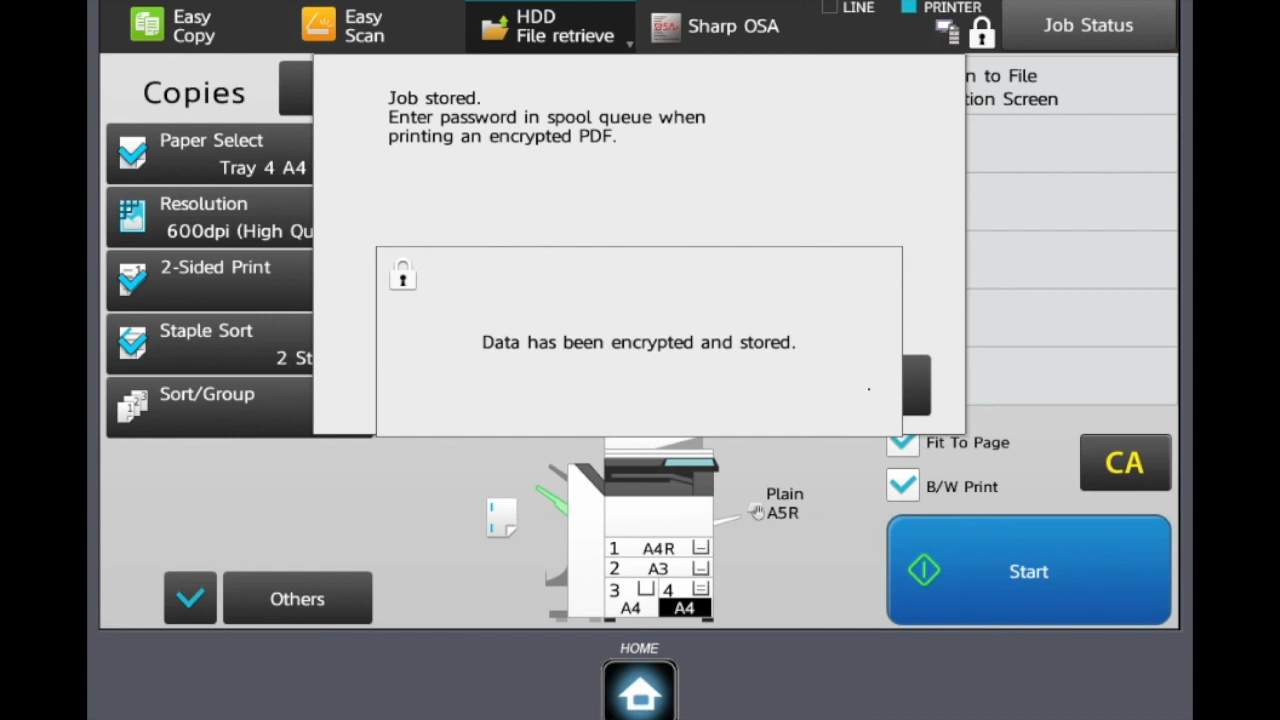 Easy
Copy
Easy
Scan
HDD
File retrieve
Sharp OSA
LINE
PRINTER
Job Status
Copies
Job stored.
Enter password in spool queue when
printing an encrypted PDF.
n to File
tion Screen
Paper Select
Tray 4 A4
Resolution
600dpi (High Qu
2-Sided Print
Staple Sort
2 St
Sort/Group
Data has been encrypted and stored.
Fit To Page
B/W Print
CA
Plain
A5R
1 A4R
2 A3
3 4
A4 A4
Start
Others
HOME